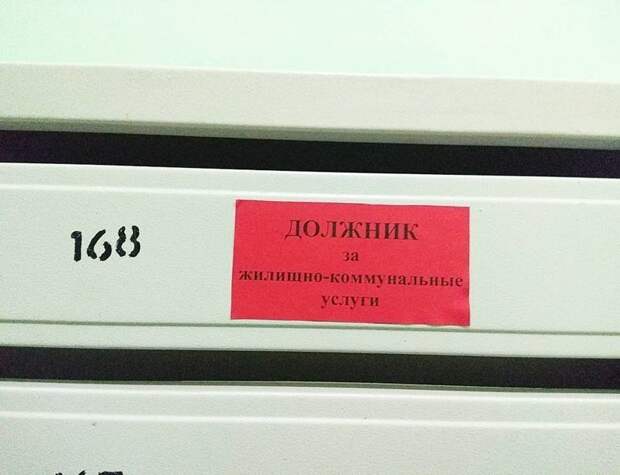 168
ДОЛЖНИК
за
жилищно-коммунальные
услуги